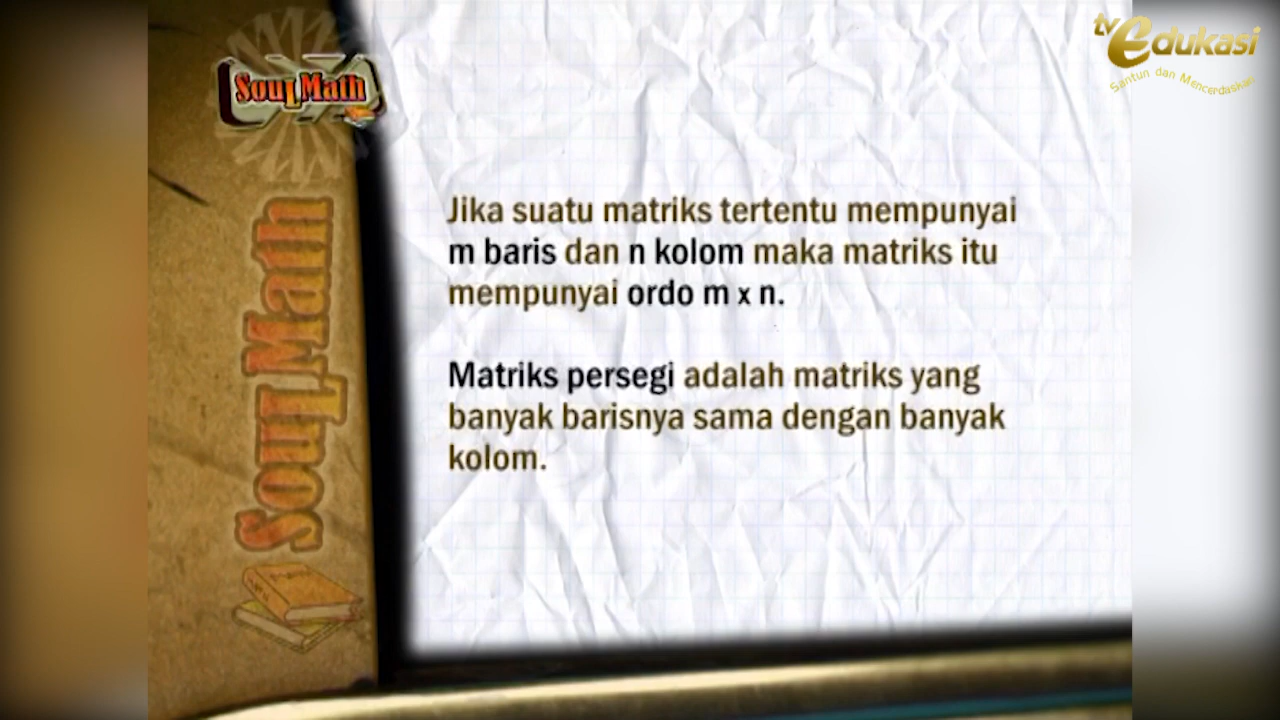 tv edukasi
Santun dan Mencerdaskan
SouLMath
SouLMath
Jika suatu matriks tertentu mempunyai
m baris dan n kolom maka matriks itu
mempunyai ordo m x n.
Matriks persegi adalah matriks yang
banyak barisnya sama dengan banyak
kolom.